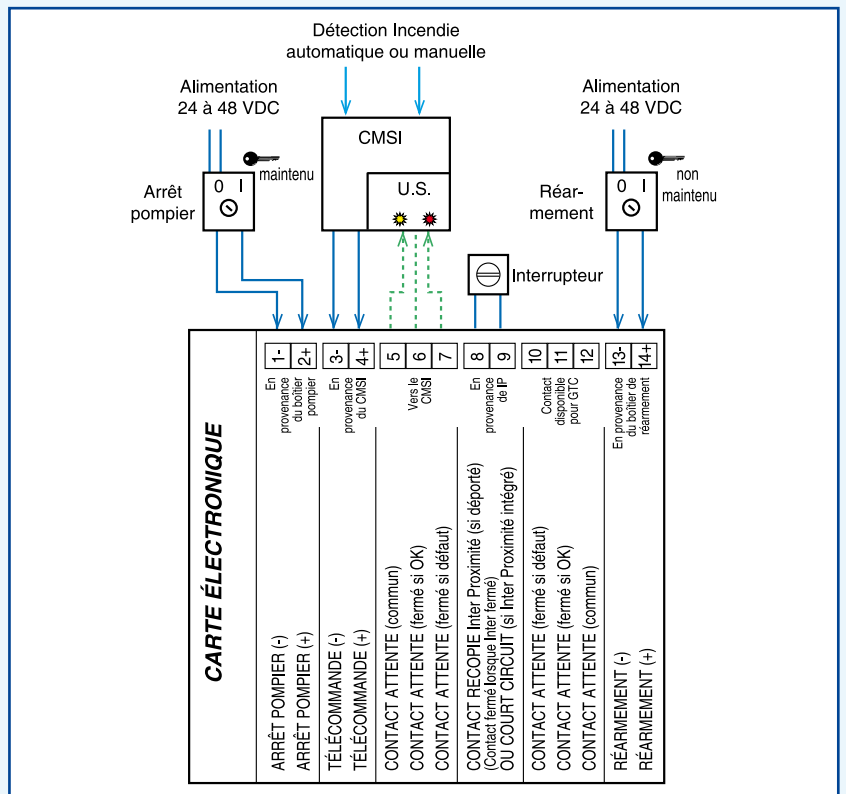 Détection Incendie
automatique ou manuelle
Alimentation
24 à 48 VDC
Alimentation
24 à 48 VDC
CMSI
U.S.
maintenu
0 I
Arrêt
pompier
non
maintenu
0 I
Réar-
mement
Interrupteur
1-
2+
3-
4+
5
6
7
8
9
10
11
12
13-
14+
En
provenance
du boîtier
pompier
En
provenance
du CMSI
Vers le
CMSI
En
provenance
de IP
Contact
disponible
pour GTC
En provenance
du boîtier de
réarmement
CARTE ÉLECTRONIQUE
ARRÊT POMPIER (-)
ARRÊT POMPIER (+)
TÉLÉCOMMANDE (-)
TÉLÉCOMMANDE (+)
CONTACT ATTENTE (commun)
CONTACT ATTENTE (fermé si OK)
CONTACT ATTENTE (fermé si défaut)
CONTACT RECOPIE Inter Proximité (si déporté)
(Contact fermé lorsque Inter fermé)
OU COURT CIRCUIT (si Inter Proximité intégré)
CONTACT ATTENTE (fermé si défaut)
CONTACT ATTENTE (fermé si OK)
CONTACT ATTENTE (commun)
RÉARMEMENT (-)
RÉARMEMENT (+)